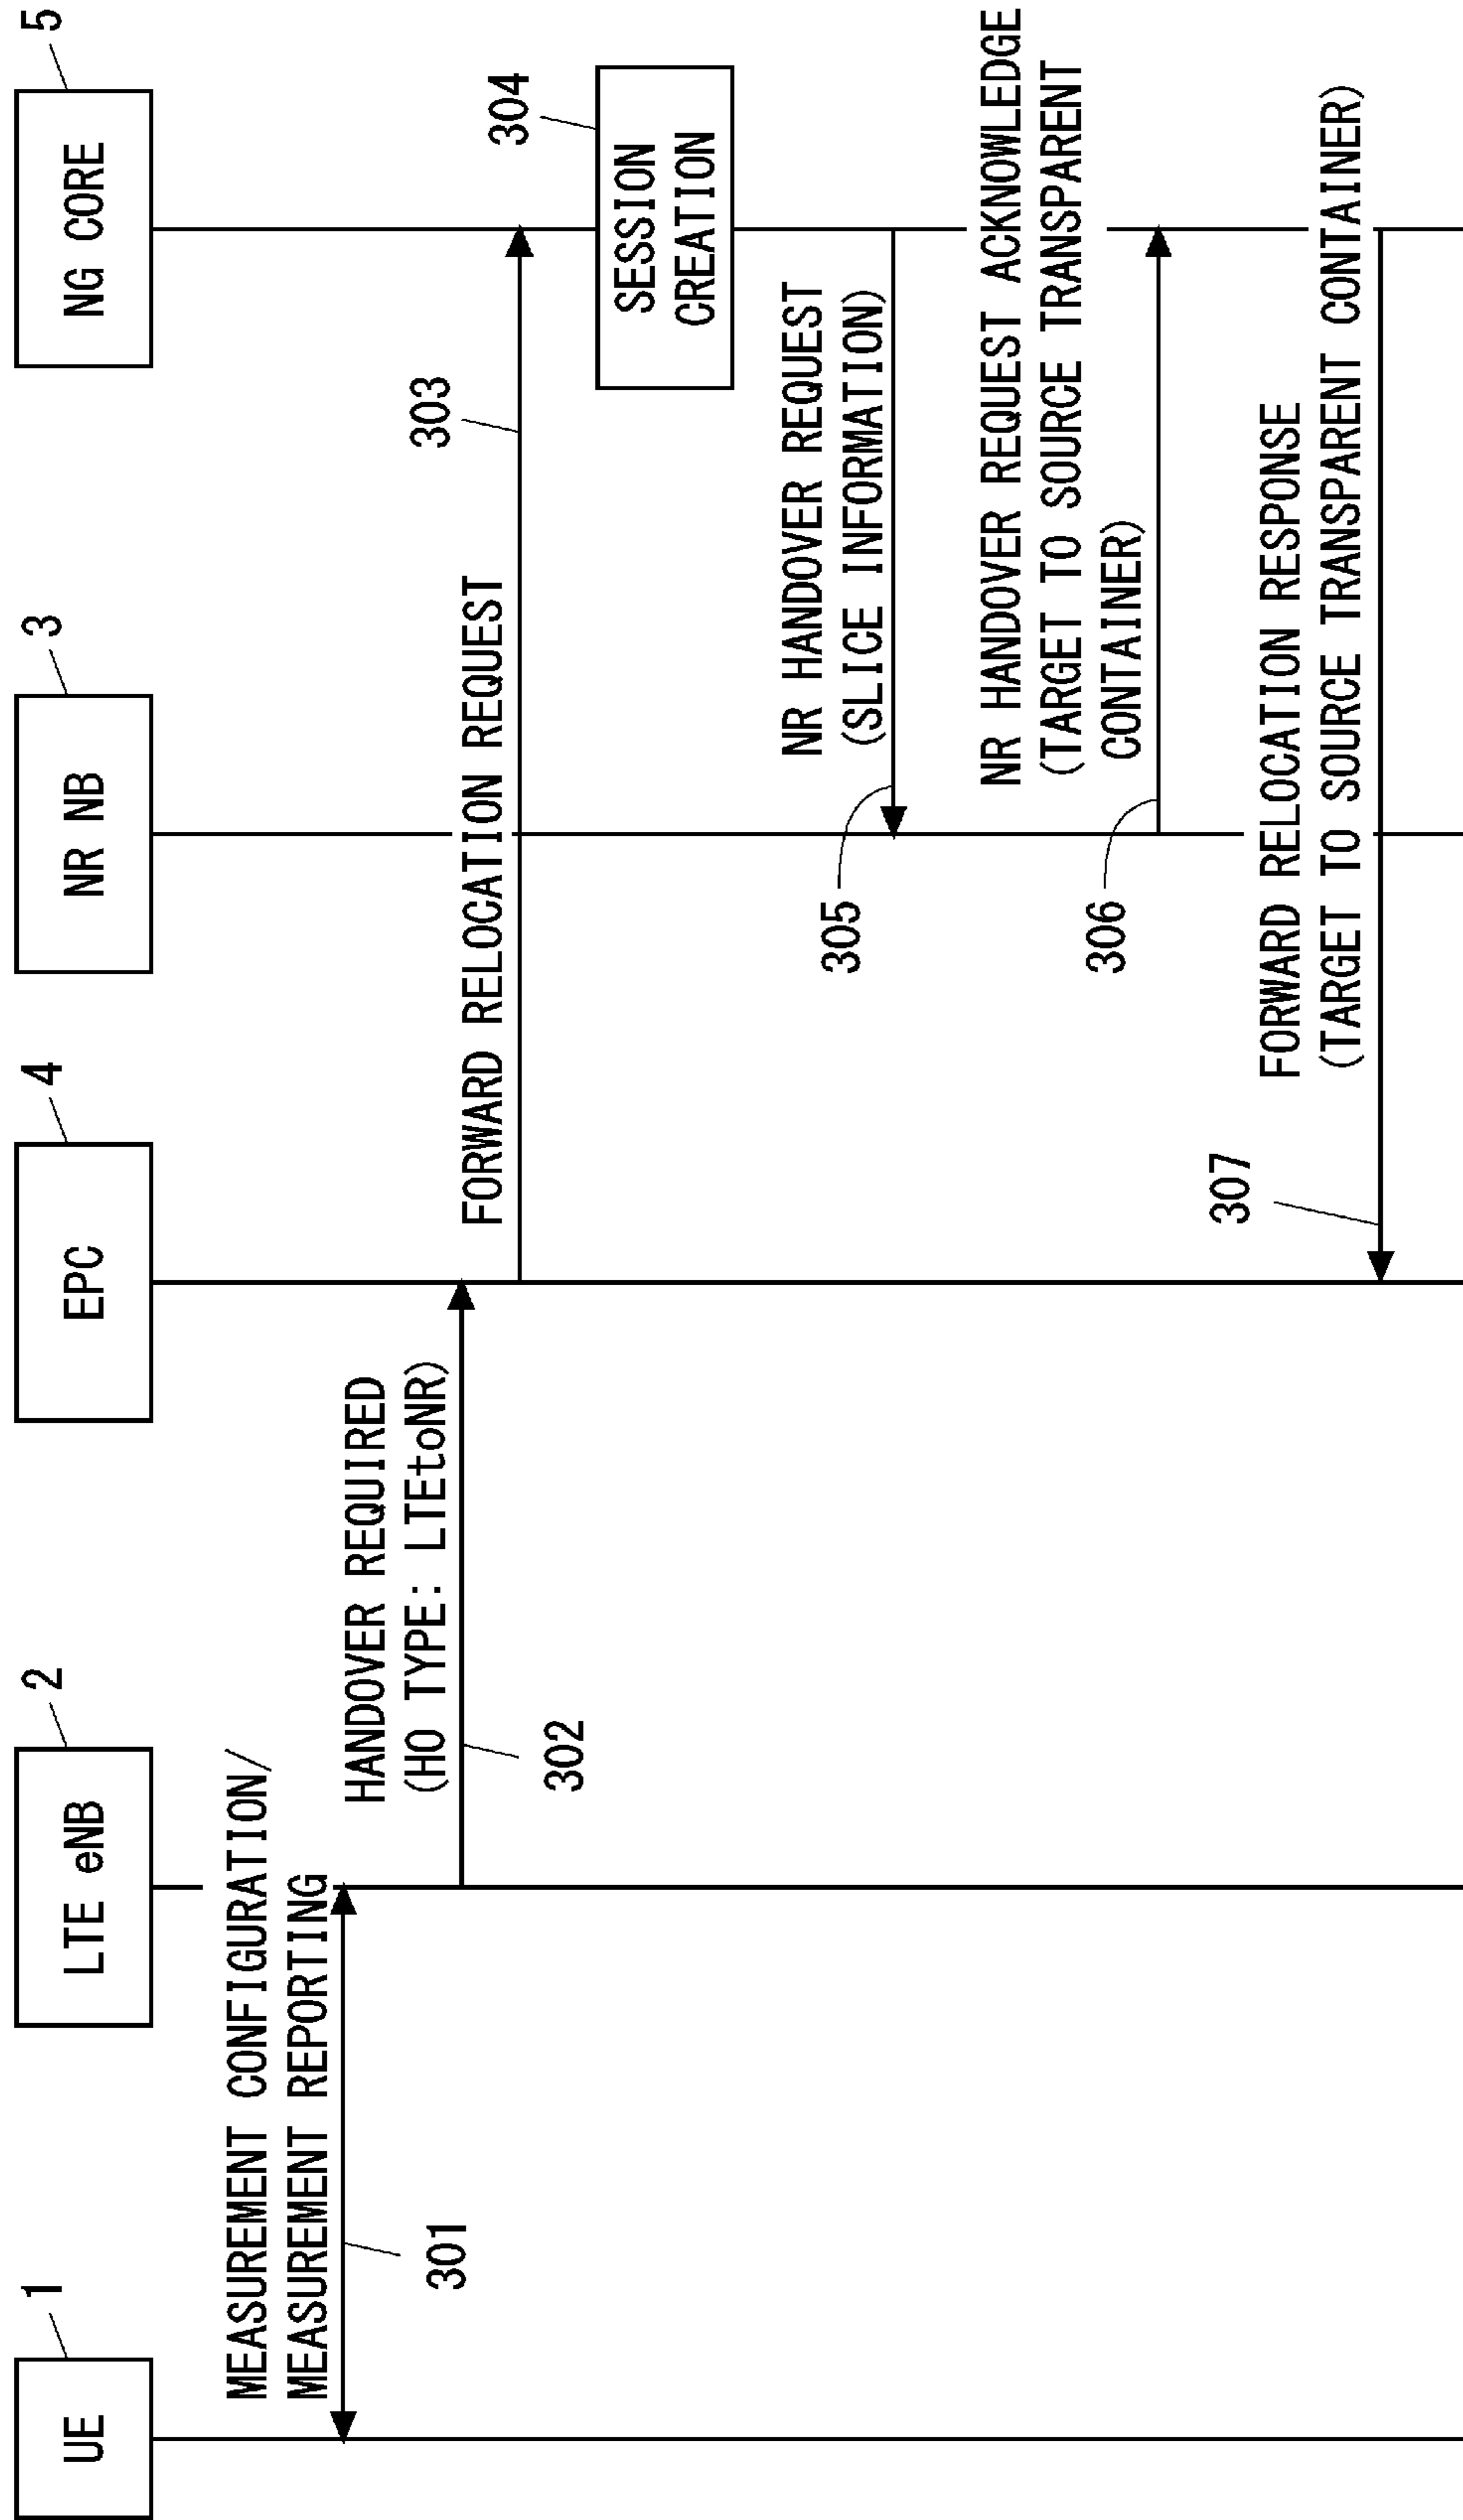 UE
1
LTE eNB
2
EPC
4
NR NB
3
NG CORE
5
MEASUREMENT CONFIGURATION/
MEASUREMENT REPORTING
301
HANDOVER REQUIRED
(HO TYPE: LTEtoNR)
302
FORWARD RELOCATION REQUEST
303
SESSION
CREATION
304
NR HANDOVER REQUEST
(SLICE INFORMATION)
305
NR HANDOVER REQUEST ACKNOWLEDGE
(TARGET TO SOURCE TRANSPARENT
CONTAINER)
306
FORWARD RELOCATION RESPONSE
(TARGET TO SOURCE TRANSPARENT CONTAINER)
307